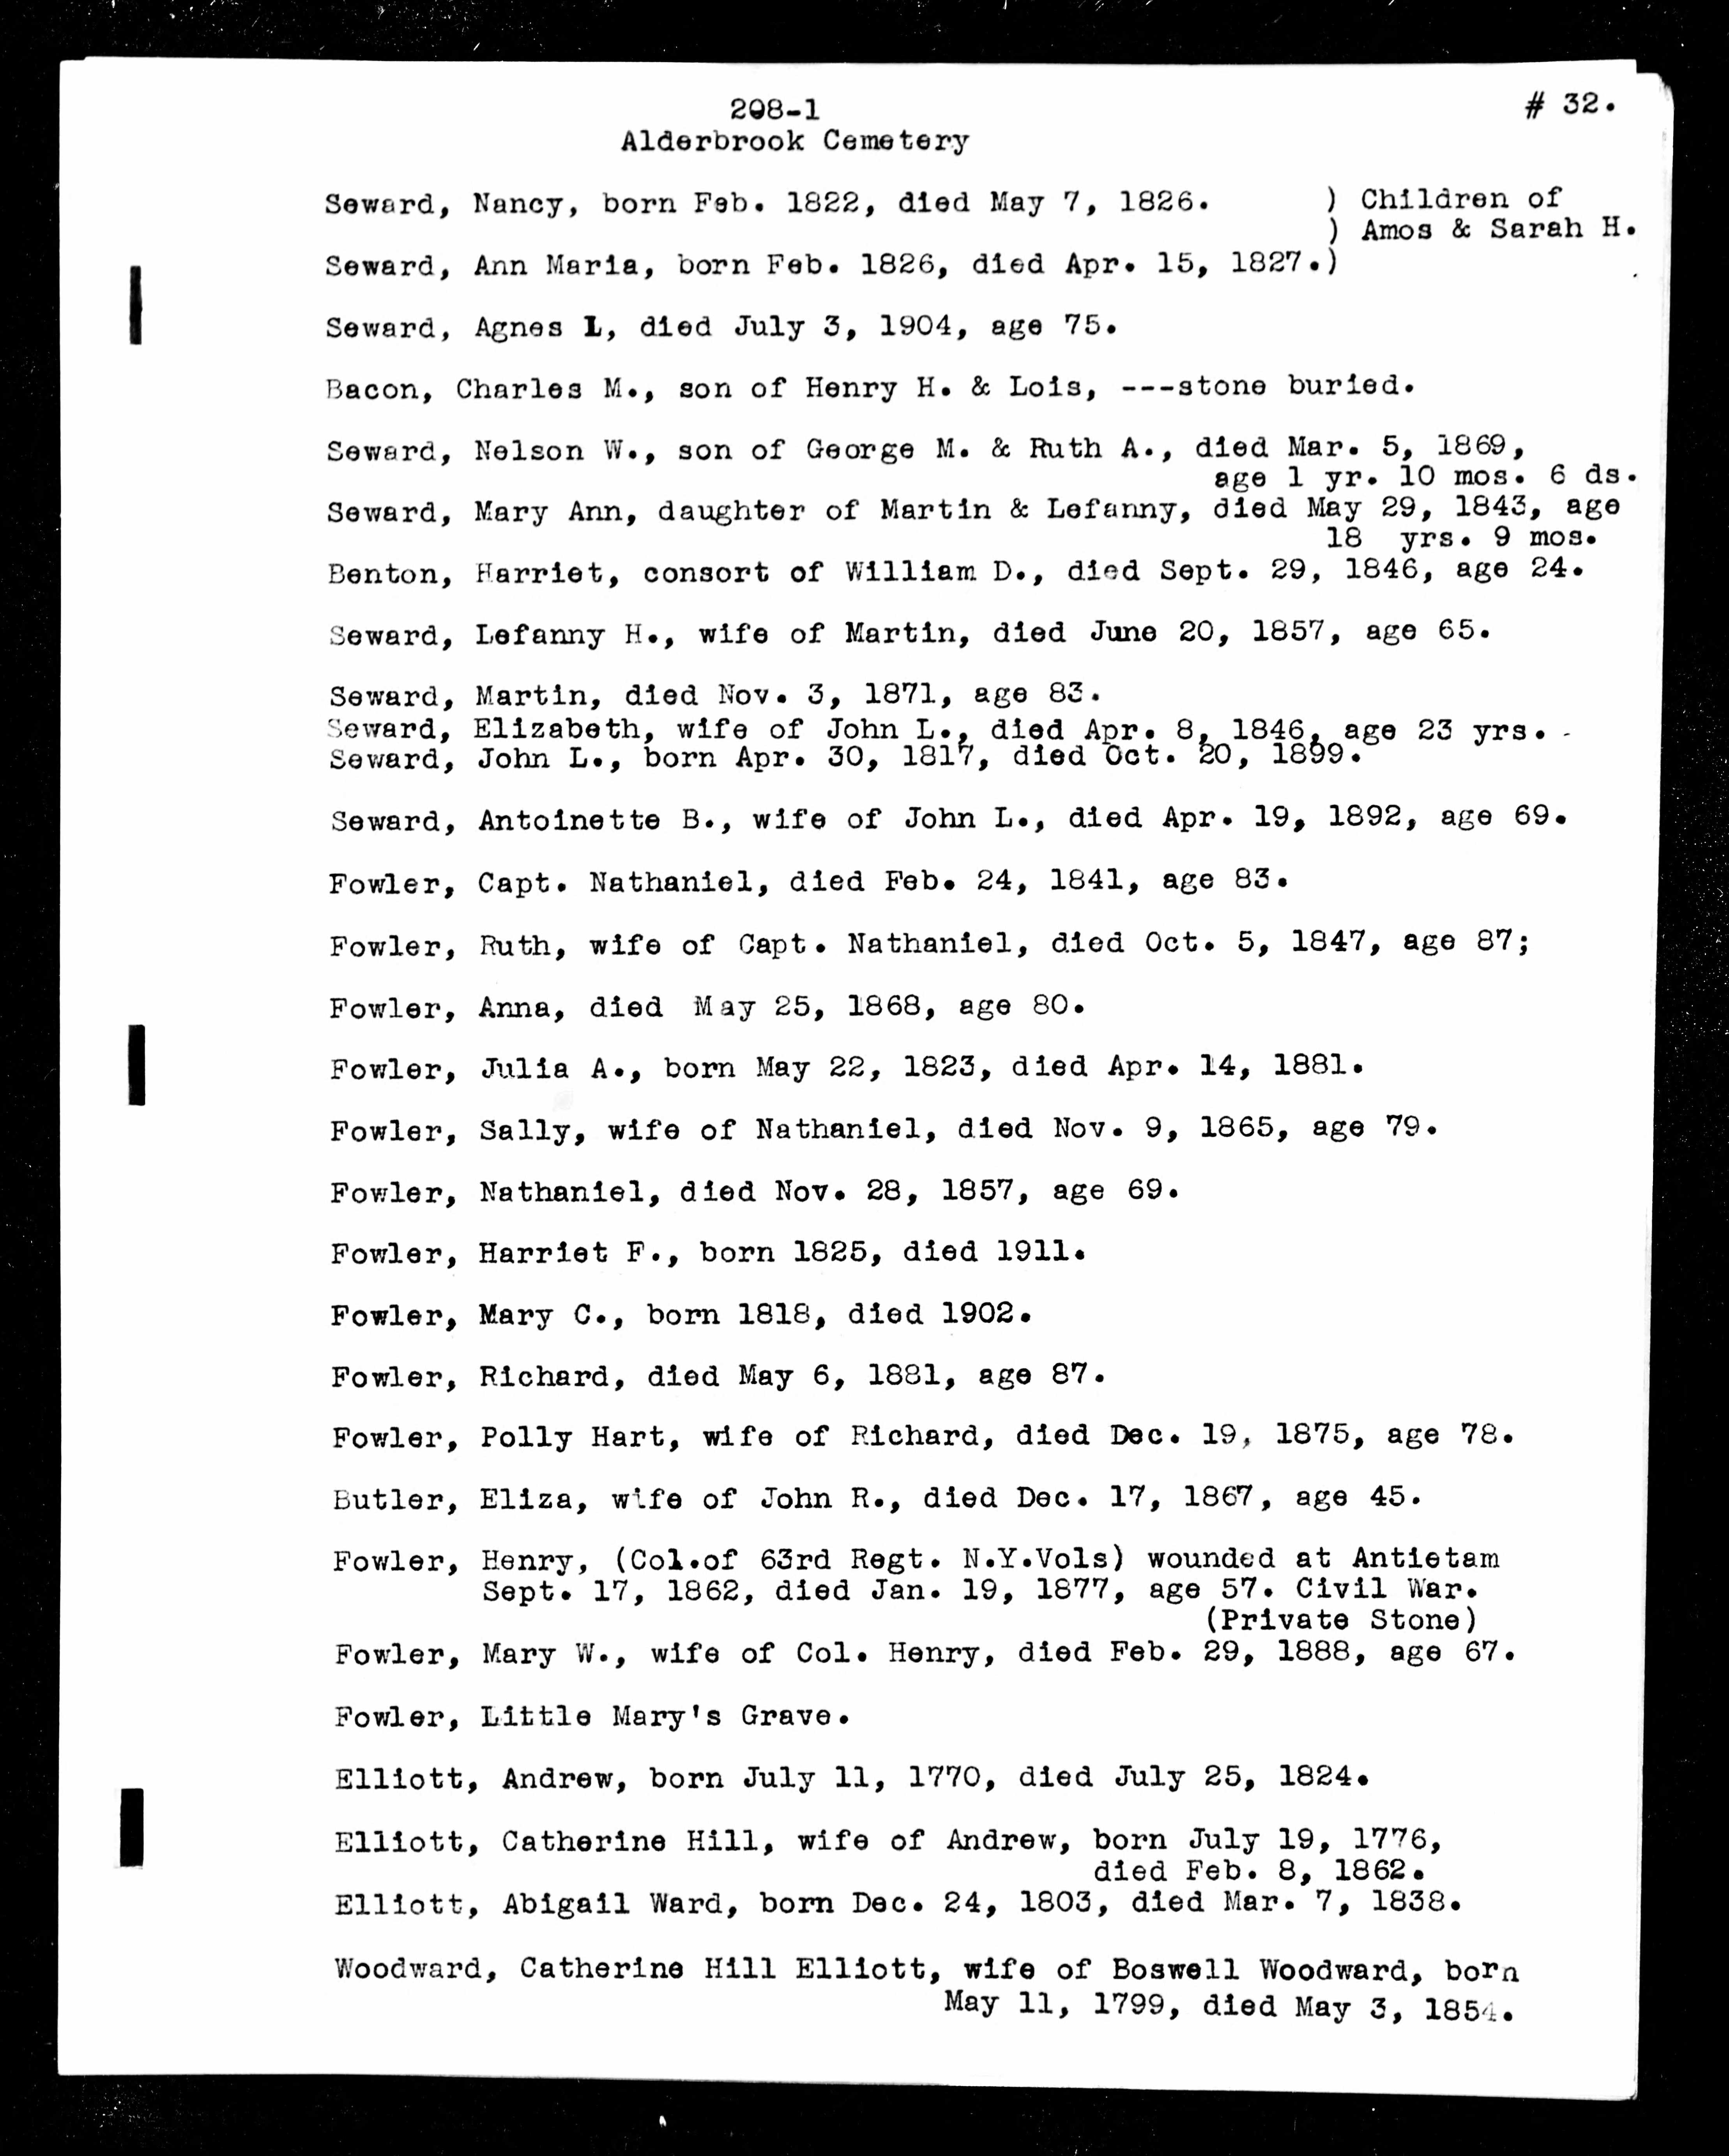 208-1
# 32.
Alderbrook Cemetery
Seward, Nancy, born Feb. 1822, died May 7, 1826. ) Children of
) Amos & Sarah H.
Seward, Ann Maria, born Feb. 1826, died Apr. 15, 1827.)
Seward, Agnes L, died July 3, 1904, age 75.
Bacon, Charles M., son of Henry H. & Lois, ---stone buried.
Seward, Nelson W., son of George M. & Ruth A., died Mar. 5, 1869,
age 1 yr. 10 mos. 6 ds.
Seward, Mary Ann, daughter of Martin & Lefanny, died May 29, 1843, age
18 yrs. 9 mos.
Benton, Harriet, consort of William D., died Sept. 29, 1846, age 24.
Seward, Lefanny H., wife of Martin, died June 20, 1857, age 65.
Seward, Martin, died Nov. 3, 1871, age 83.
Seward, Elizabeth, wife of John L., died Apr. 8, 1846, age 23 yrs. -
Seward, John L., born Apr. 30, 1817, died Oct. 20, 1899.
Seward, Antoinette B., wife of John L., died Apr. 19, 1892, age 69.
Fowler, Capt. Nathaniel, died Feb. 24, 1841, age 83.
Fowler, Ruth, wife of Capt. Nathaniel, died Oct. 5, 1847, age 87;
Fowler, Anna, died May 25, 1868, age 80.
Fowler, Julia A., born May 22, 1823, died Apr. 14, 1881.
Fowler, Sally, wife of Nathaniel, died Nov. 9, 1865, age 79.
Fowler, Nathaniel, died Nov. 28, 1857, age 69.
Fowler, Harriet F., born 1825, died 1911.
Fowler, Mary C., born 1818, died 1902.
Fowler, Richard, died May 6, 1881, age 87.
Fowler, Polly Hart, wife of Richard, died Dec. 19, 1875, age 78.
Butler, Eliza, wife of John R., died Dec. 17, 1867, age 45.
Fowler, Henry, (Col.of 63rd Regt. N.Y.Vols) wounded at Antietam
Sept. 17, 1862, died Jan. 19, 1877, age 57. Civil War.
(Private Stone)
Fowler, Mary W., wife of Col. Henry, died Feb. 29, 1888, age 67.
Fowler, Little Mary's Grave.
Elliott, Andrew, born July 11, 1770, died July 25, 1824.
Elliott, Catherine Hill, wife of Andrew, born July 19, 1776,
died Feb. 8, 1862.
Elliott, Abigail Ward, born Dec. 24, 1803, died Mar. 7, 1838.
Woodward, Catherine Hill Elliott, wife of Boswell Woodward, born
May 11, 1799, died May 3, 1854.